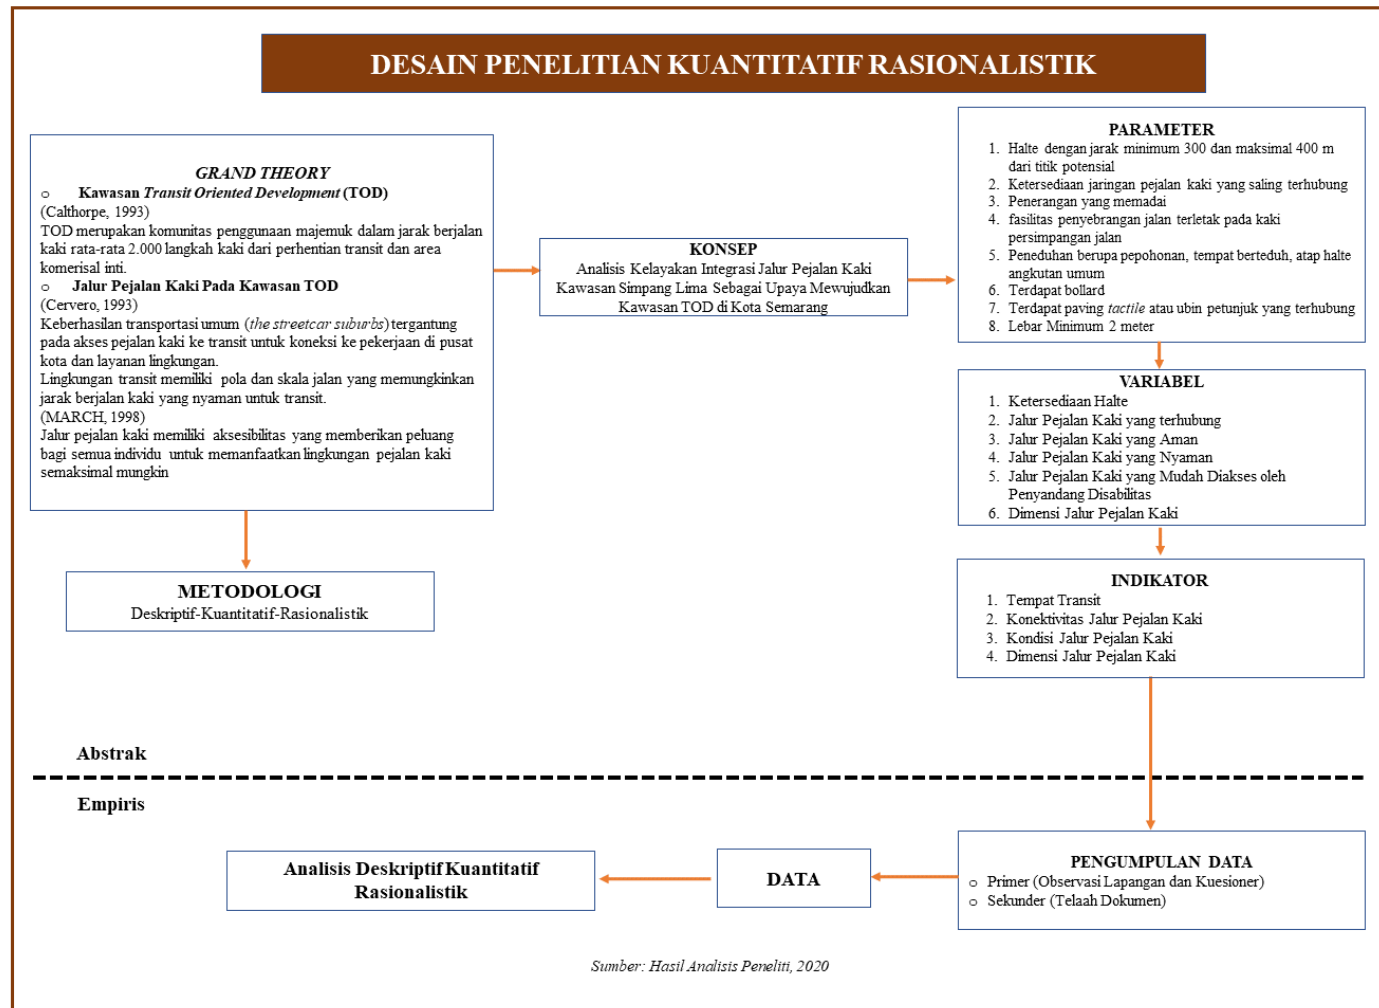 DESAIN PENELITIAN KUANTITATIF RASIONALISTIK
GRAND THEORY
o Kawasan Transit Oriented Development (TOD)
(Calthorpe, 1993)
TOD merupakan komunitas penggunaan majemuk dalam jarak berjalan
kaki rata-rata 2.000 langkah kaki dari perhentian transit dan area
komerisal inti.
o Jalur Pejalan Kaki Pada Kawasan TOD
(Cervero, 1993)
Keberhasilan transportasi umum (the streetcar suburbs) tergantung
pada akses pejalan kaki ke transit untuk koneksi ke pekerjaan di pusat
kota dan layanan lingkungan.
Lingkungan transit memiliki pola dan skala jalan yang memungkinkan
jarak berjalan kaki yang nyaman untuk transit.
(MARCH, 1998)
Jalur pejalan kaki memiliki aksesibilitas yang memberikan peluang
bagi semua individu untuk memanfaatkan lingkungan pejalan kaki
semaksimal mungkin
METODOLOGI
Deskriptif-Kuantitatif-Rasionalistik
KONSEP
Analisis Kelayakan Integrasi Jalur Pejalan Kaki
Kawasan Simpang Lima Sebagai Upaya Mewujudkan
Kawasan TOD di Kota Semarang
PARAMETER
1. Halte dengan jarak minimum 300 dan maksimal 400 m
dari titik potensial
2. Ketersediaan jaringan pejalan kaki yang saling terhubung
3. Penerangan yang memadai
4. fasilitas penyebrangan jalan terletak pada kaki
persimpangan jalan
5. Peneduhan berupa pepohonan, tempat berteduh, atap halte
angkutan umum
6. Terdapat bollard
7. Terdapat paving tactile atau ubin petunjuk yang terhubung
8. Lebar Minimum 2 meter
VARIABEL
1. Ketersediaan Halte
2. Jalur Pejalan Kaki yang terhubung
3. Jalur Pejalan Kaki yang Aman
4. Jalur Pejalan Kaki yang Nyaman
5. Jalur Pejalan Kaki yang Mudah Diakses oleh
Penyandang Disabilitas
6. Dimensi Jalur Pejalan Kaki
INDIKATOR
1. Tempat Transit
2. Konektivitas Jalur Pejalan Kaki
3. Kondisi Jalur Pejalan Kaki
4. Dimensi Jalur Pejalan Kaki
Abstrak
Empiris
PENGUMPULAN DATA
o Primer (Observasi Lapangan dan Kuesioner)
o Sekunder (Telaah Dokumen)
DATA
Analisis Deskriptif Kuantitatif
Rasionalistik
Sumber: Hasil Analisis Peneliti, 2020